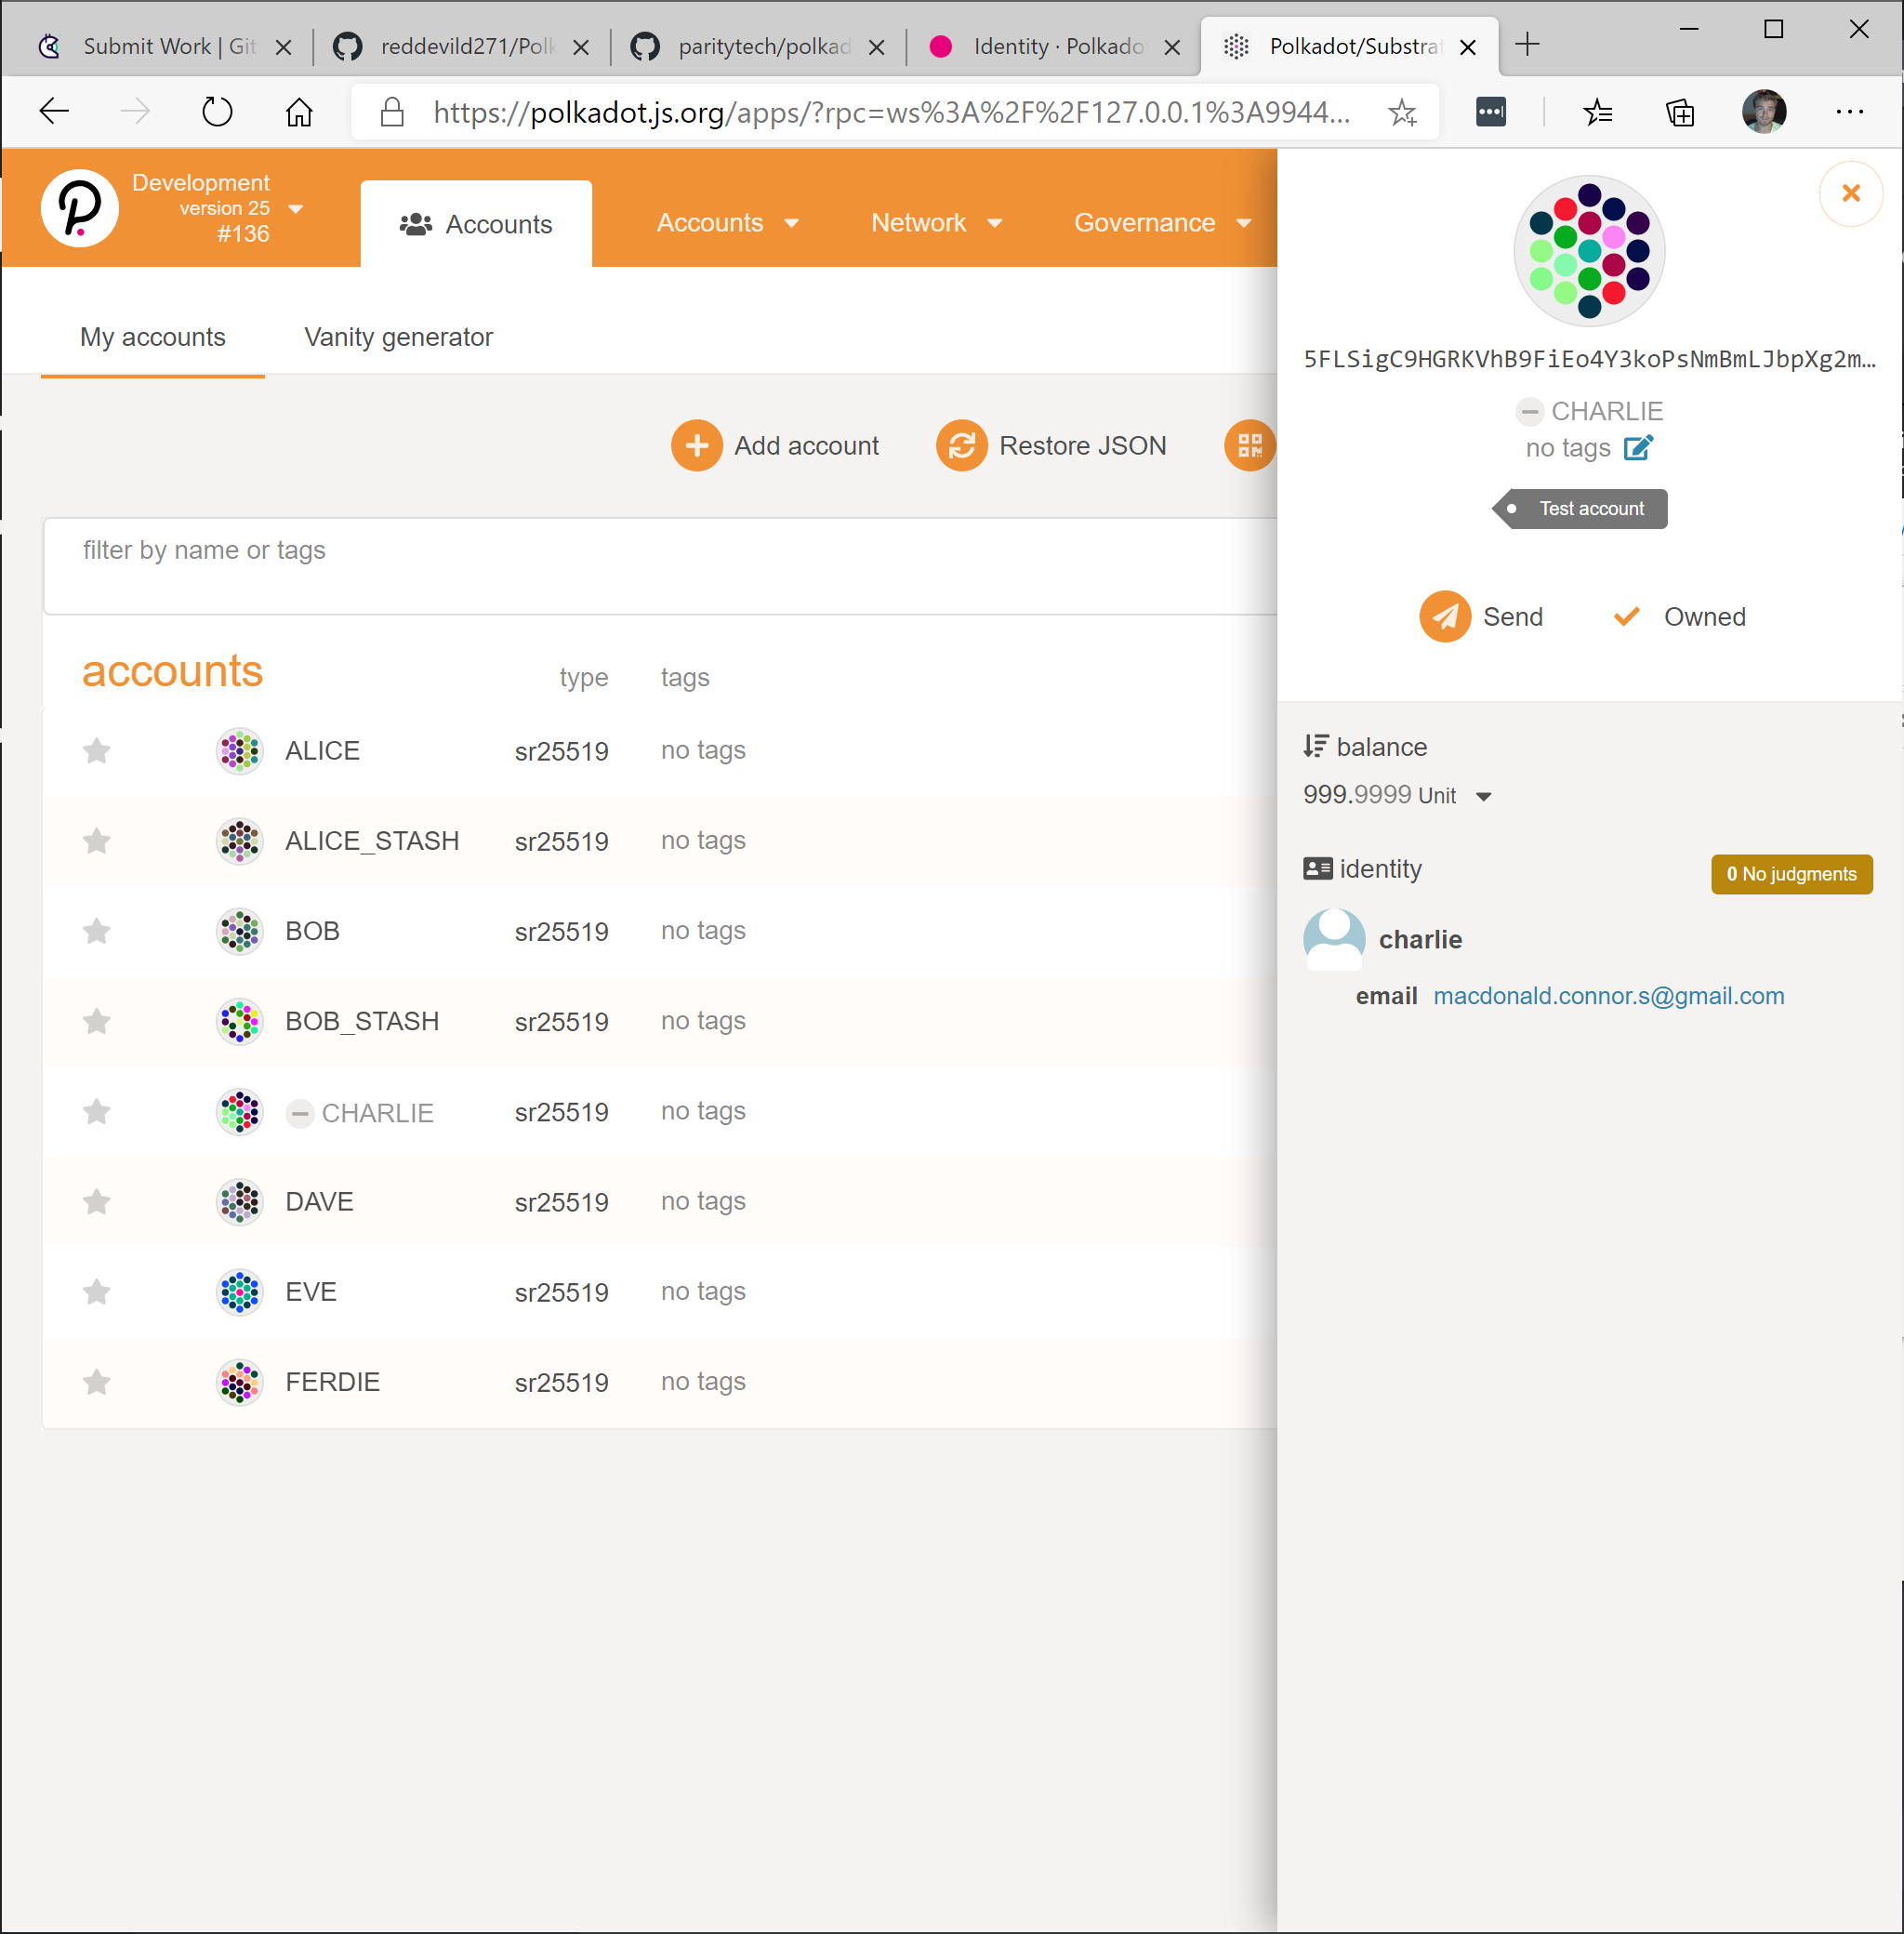 Submit Work | Git
reddevild271/Polk
paritytech/polkad
Identity · Polkado
Polkadot/Substrat
https://polkadot.js.org/apps/?rpc=ws%3A%2F%2F127.0.0.1%3A9944...
Development
version 25
#136
Accounts
Accounts
Network
Governance
My accounts
Vanity generator
Add account
Restore JSON
filter by name or tags
accounts type tags
ALICE sr25519 no tags
ALICE_STASH sr25519 no tags
BOB sr25519 no tags
BOB_STASH sr25519 no tags
CHARLIE sr25519 no tags
DAVE sr25519 no tags
EVE sr25519 no tags
FERDIE sr25519 no tags
5FLSigC9HGRKVhB9FiEo4Y3koPsNmBmLJbpXg2m…
CHARLIE
no tags
Test account
Send
Owned
balance
999.9999 Unit
identity
0 No judgments
charlie
email macdonald.connor.s@gmail.com